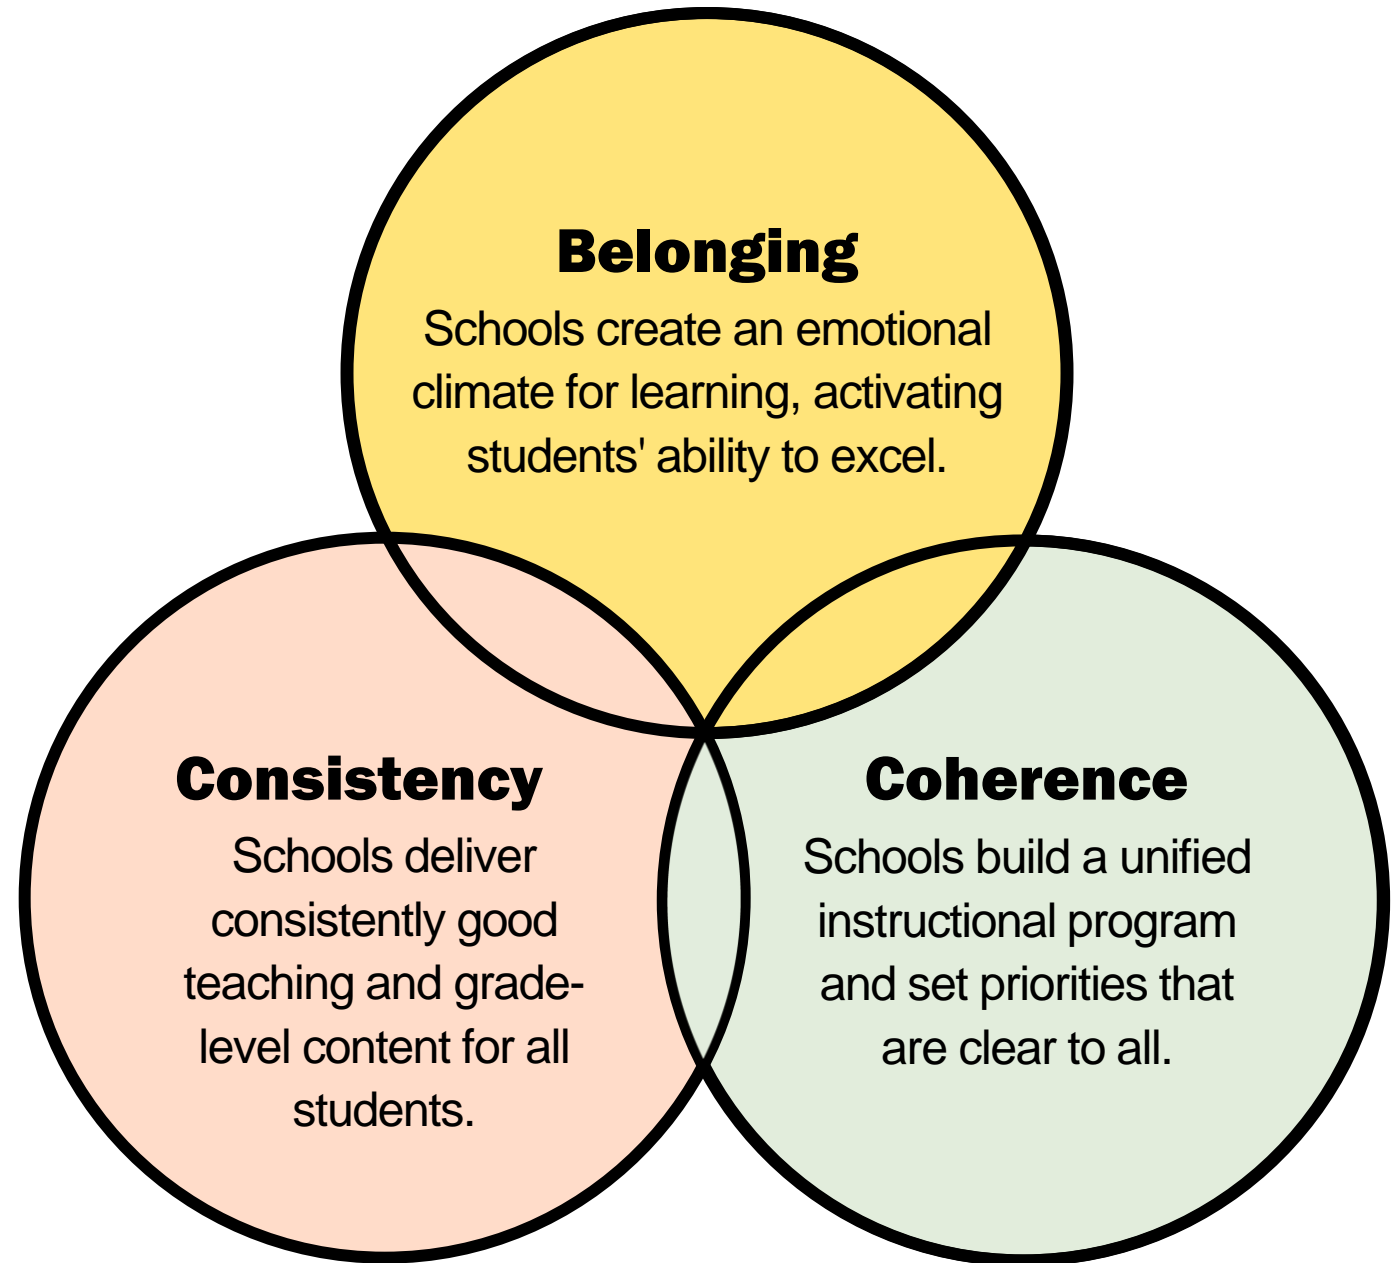 Belonging
Schools create an emotional
climate for learning, activating
students' ability to excel.
Consistency
Schools deliver
consistently good
teaching and grade-
level content for all
students.
Coherence
Schools build a unified
instructional program
and set priorities that
are clear to all.